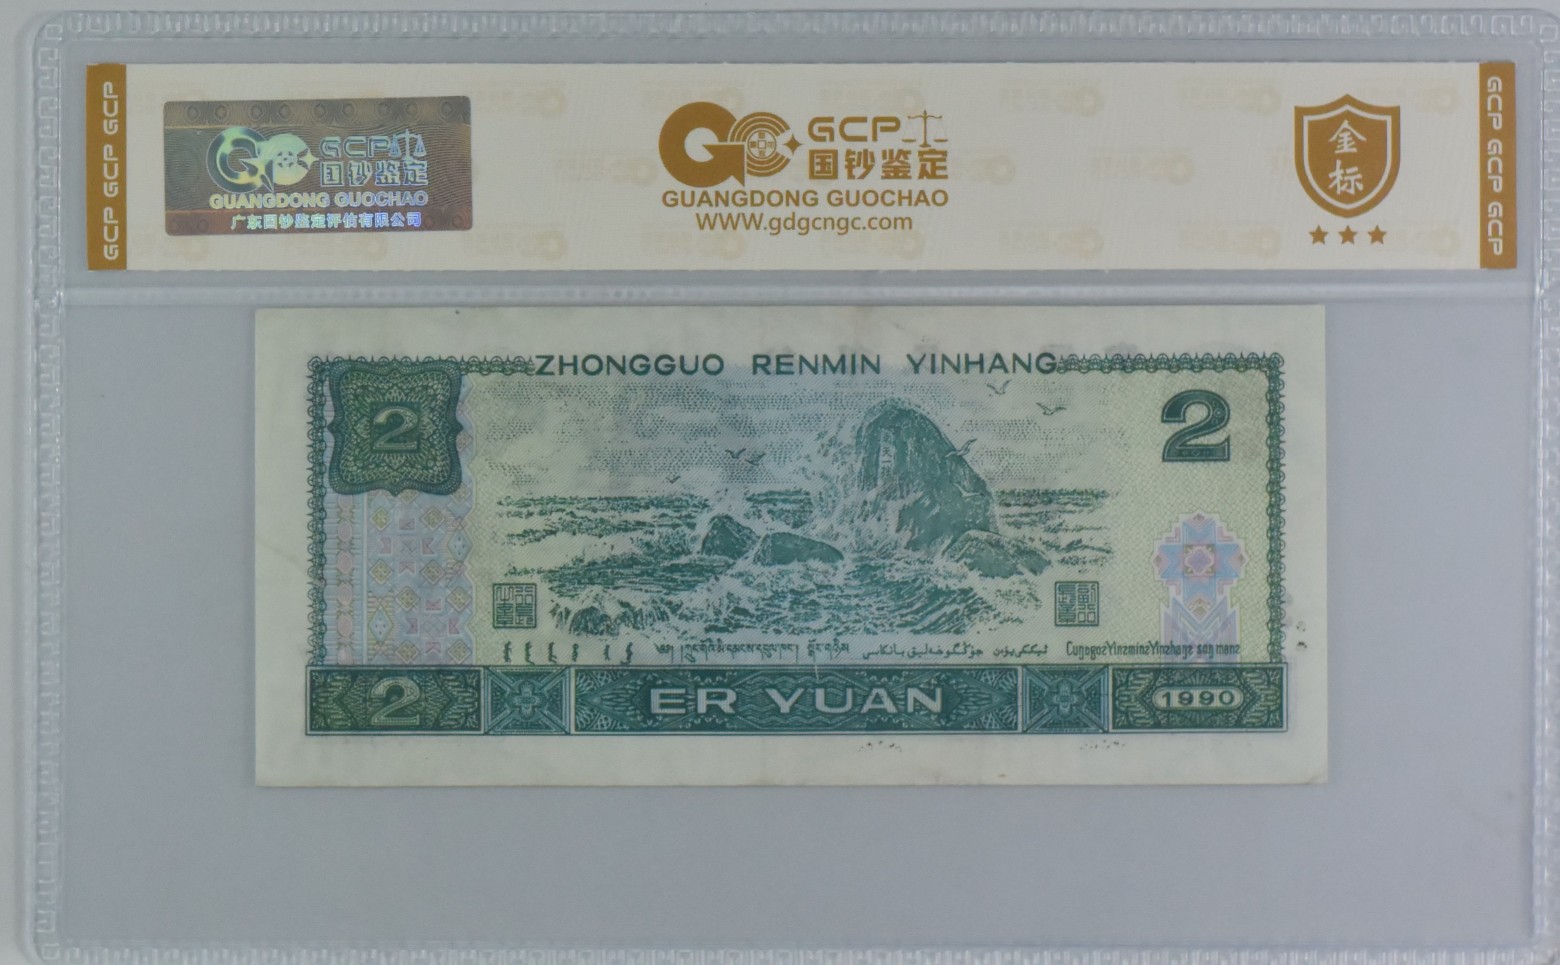 GCP GCP GCP
GCP
国钞鉴定
GUANGDONG GUOCHAO
广东国钞鉴定评估有限公司
GCP
国钞鉴定
GUANGDONG GUOCHAO
WWW.gdgcngc.com
金
标
GCP GCP GCP
ZHONGGUO RENMIN YINHANG
2
2
2
ER YUAN
1990